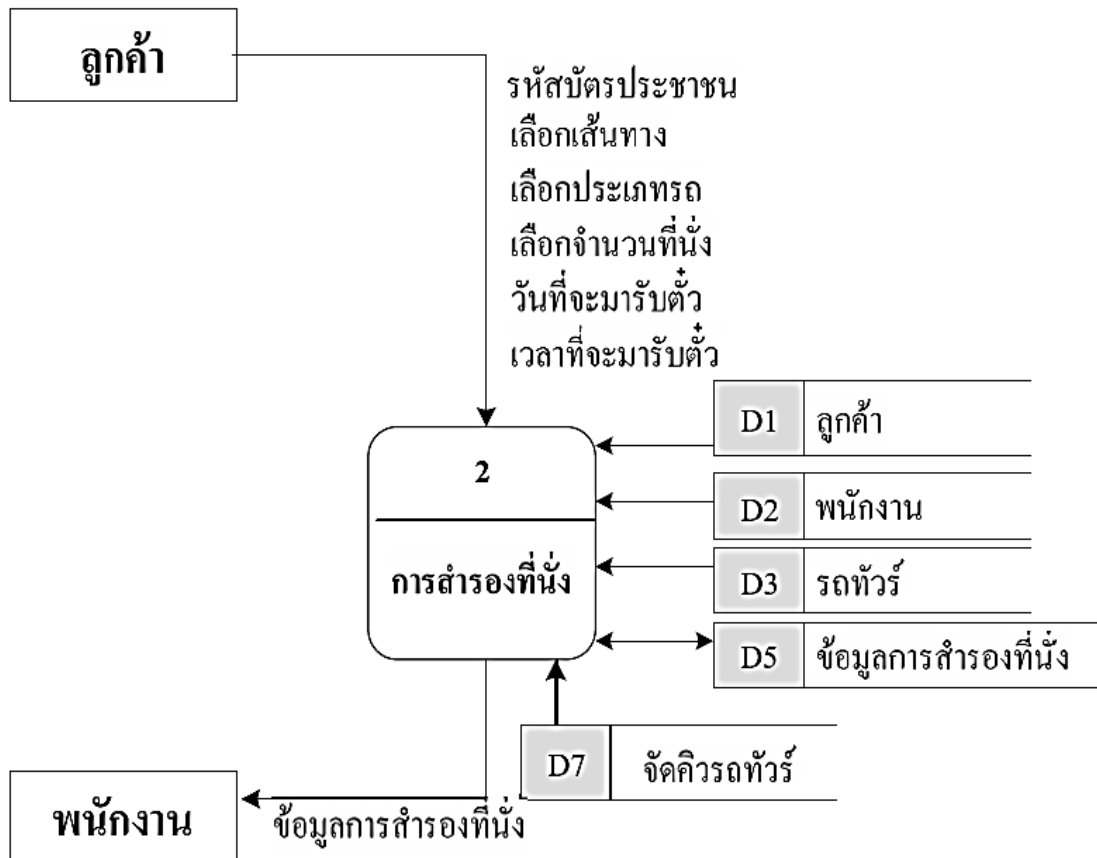 ลูกค้า
รหัสบัตรประชาชน
เลือกเส้นทาง
เลือกประเภทรถ
เลือกจำนวนที่นั่ง
วันที่จะมารับตั๋ว
เวลาที่จะมารับตั๋ว
D1 ลูกค้า
2
D2 พนักงาน
การสำรองที่นั่ง
D3 รถทัวร์
D5 ข้อมูลการสำรองที่นั่ง
D7 จัดคิวรถทัวร์
พนักงาน
ข้อมูลการสำรองที่นั่ง